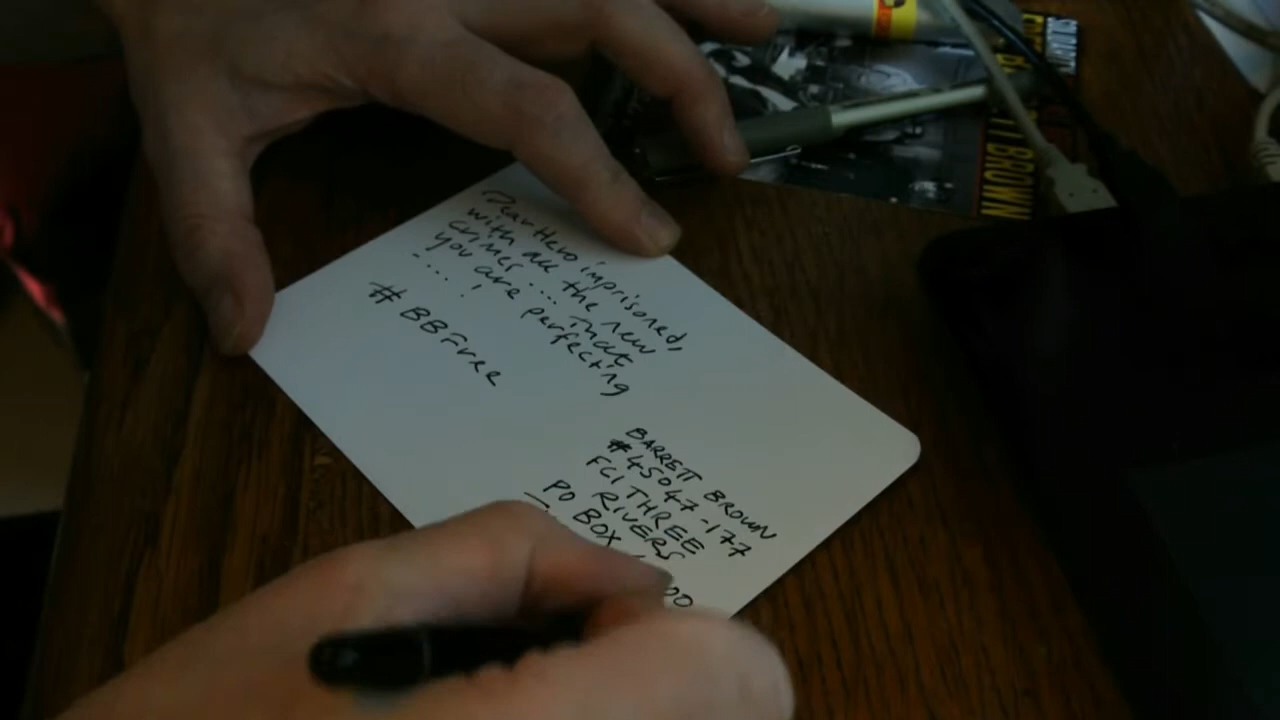 Dear Hero imprisoned,
with all the new
crimes.... that
you are perfecting
....!
#BBFree
BARRETT BROWN
#45047-177
FCI THREE
RIVERS
PO BOX
BROWN